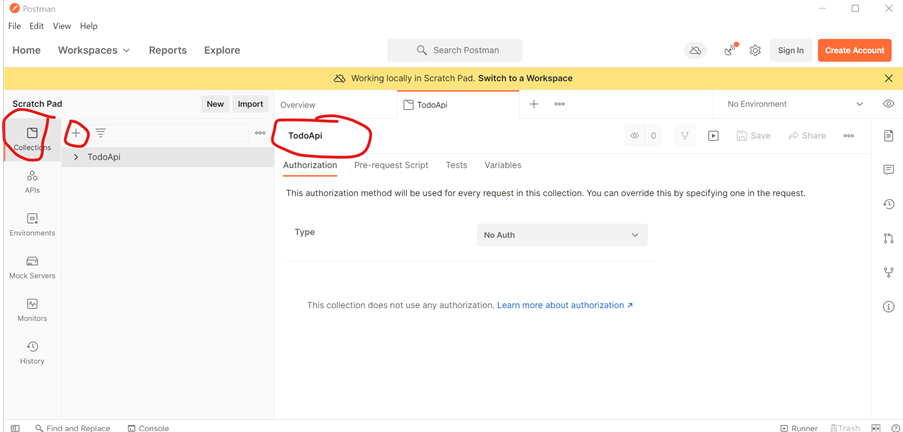 Postman
File Edit View Help
Home Workspaces Reports Explore Search Postman Sign In Create Account
Working locally in Scratch Pad. Switch to a Workspace
Scratch Pad New Import Overview TodoApi No Environment
Collections
TodoApi
APIs
Environments
Mock Servers
Monitors
History
TodoApi 0 Save Share
Authorization Pre-request Script Tests Variables
This authorization method will be used for every request in this collection. You can override this by specifying one in the request.
Type No Auth
This collection does not use any authorization. Learn more about authorization ↗
Find and Replace Console Runner Trash